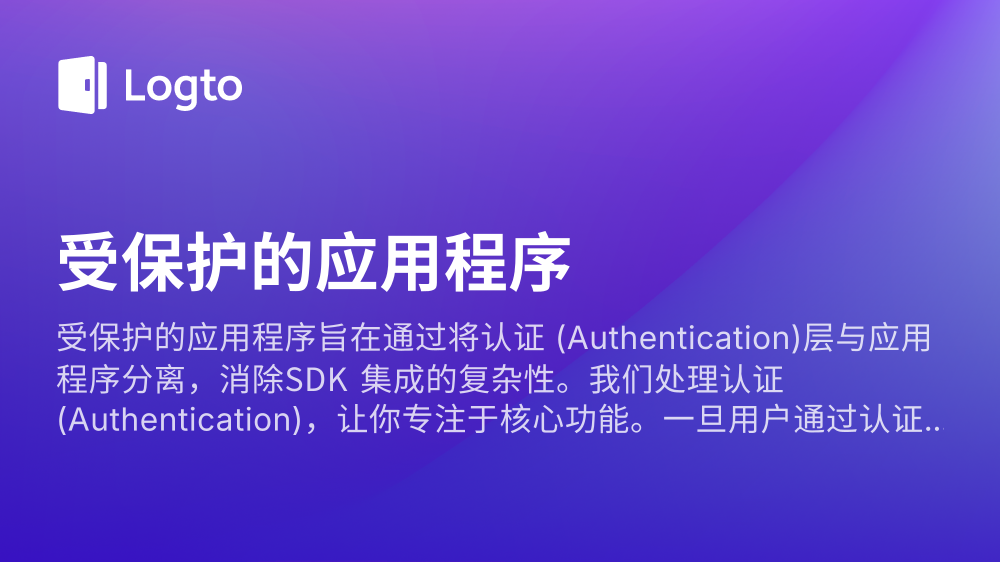 Logto
受保护的应用程序
受保护的应用程序旨在通过将认证 (Authentication)层与应用
程序分离，消除SDK 集成的复杂性。我们处理认证
(Authentication)，让你专注于核心功能。一旦用户通过认证...